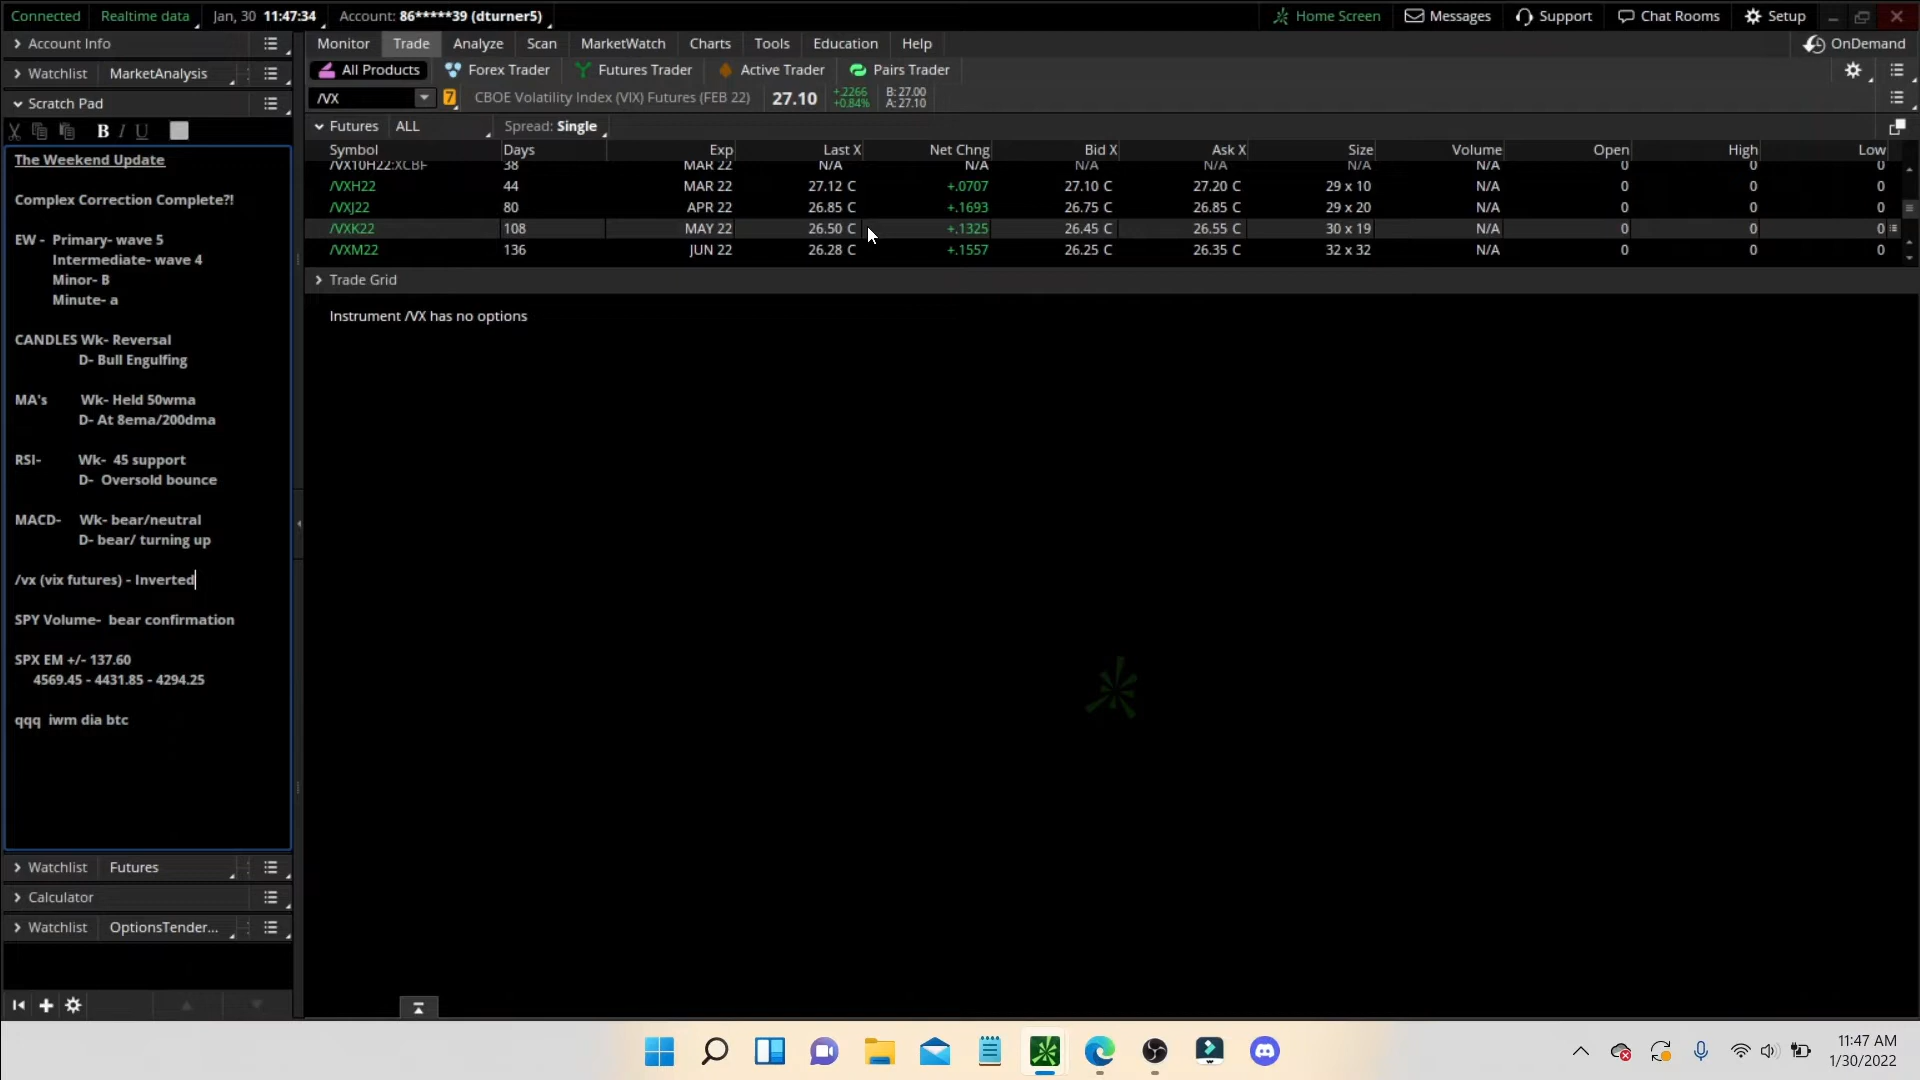 Connected Realtime data Jan, 30 11:47:34 Account: 86*****39 (dturner5) Home Screen Messages Support Chat Rooms Setup
Account Info
Monitor Trade Analyze Scan MarketWatch Charts Tools Education Help OnDemand
Watchlist MarketAnalysis
All Products Forex Trader Futures Trader Active Trader Pairs Trader
Scratch Pad
/VX 7 CBOE Volatility Index (VIX) Futures (FEB 22) 27.10 +.2266 +0.84% B: 27.00 A: 27.10
B I U
Futures ALL Spread: Single
Symbol Days Exp Last X Net Chng Bid X Ask X Size Volume Open High Low
/VX10H22:XCBF 38 MAR 22 N/A N/A N/A N/A N/A N/A 0 0 0
/VXH22 44 MAR 22 27.12 C +.0707 27.10 C 27.20 C 29 x 10 N/A 0 0 0
/VXJ22 80 APR 22 26.85 C +.1693 26.75 C 26.85 C 29 x 20 N/A 0 0 0
/VXK22 108 MAY 22 26.50 C +.1325 26.45 C 26.55 C 30 x 19 N/A 0 0 0
/VXM22 136 JUN 22 26.28 C +.1557 26.25 C 26.35 C 32 x 32 N/A 0 0 0
Trade Grid
Instrument /VX has no options
The Weekend Update
Complex Correction Complete?!
EW - Primary- wave 5
Intermediate- wave 4
Minor- B
Minute- a
CANDLES Wk- Reversal
D- Bull Engulfing
MA's Wk- Held 50wma
D- At 8ema/200dma
RSI- Wk- 45 support
D- Oversold bounce
MACD- Wk- bear/neutral
D- bear/ turning up
/vx (vix futures) - Inverted
SPY Volume- bear confirmation
SPX EM +/- 137.60
4569.45 - 4431.85 - 4294.25
qqq iwm dia btc
Watchlist Futures
Calculator
Watchlist OptionsTender...
11:47 AM
1/30/2022